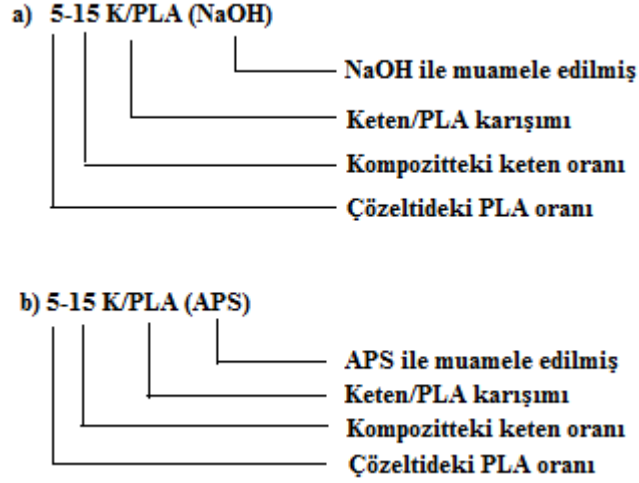 a) 5-15 K/PLA (NaOH)
NaOH ile muamele edilmiş
Keten/PLA karışımı
Kompozitteki keten oranı
Çözeltideki PLA oranı
b) 5-15 K/PLA (APS)
APS ile muamele edilmiş
Keten/PLA karışımı
Kompozitteki keten oranı
Çözeltideki PLA oranı